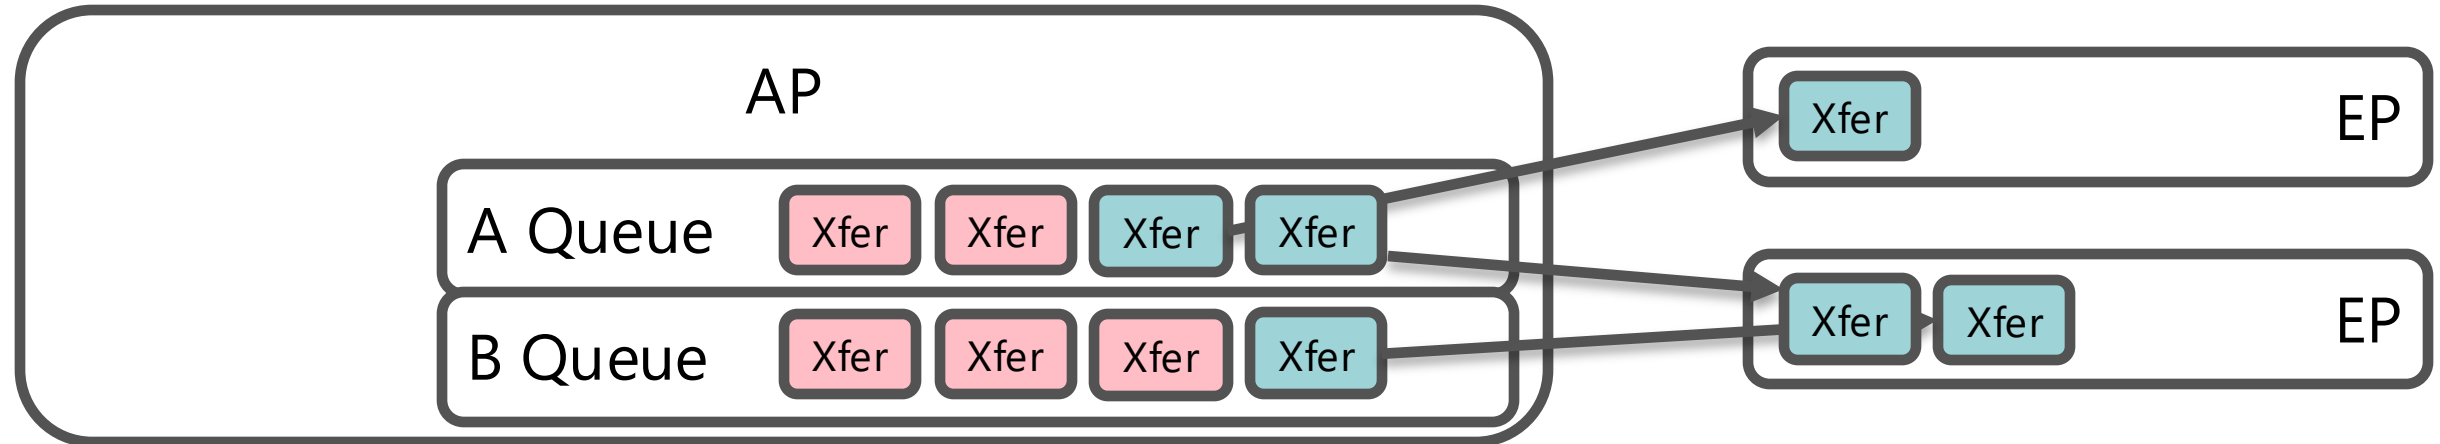 AP
A Queue Xfer Xfer Xfer Xfer
B Queue Xfer Xfer Xfer Xfer
Xfer EP
Xfer Xfer EP